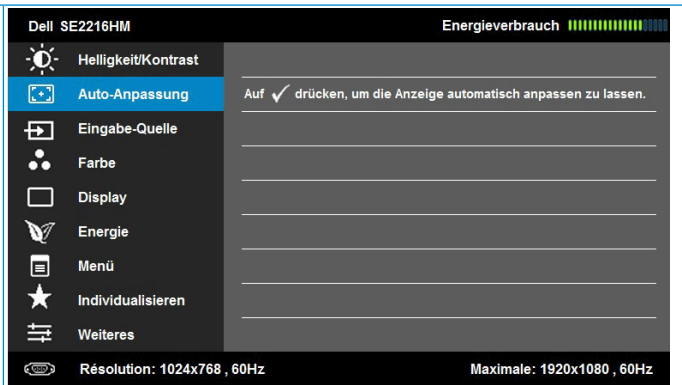 Dell SE2216HM Energieverbrauch
Helligkeit/Kontrast
Auto-Anpassung Auf ✓ drücken, um die Anzeige automatisch anpassen zu lassen.
Eingabe-Quelle
Farbe
Display
Energie
Menü
Individualisieren
Weiteres
Résolution: 1024x768 , 60Hz Maximale: 1920x1080 , 60Hz